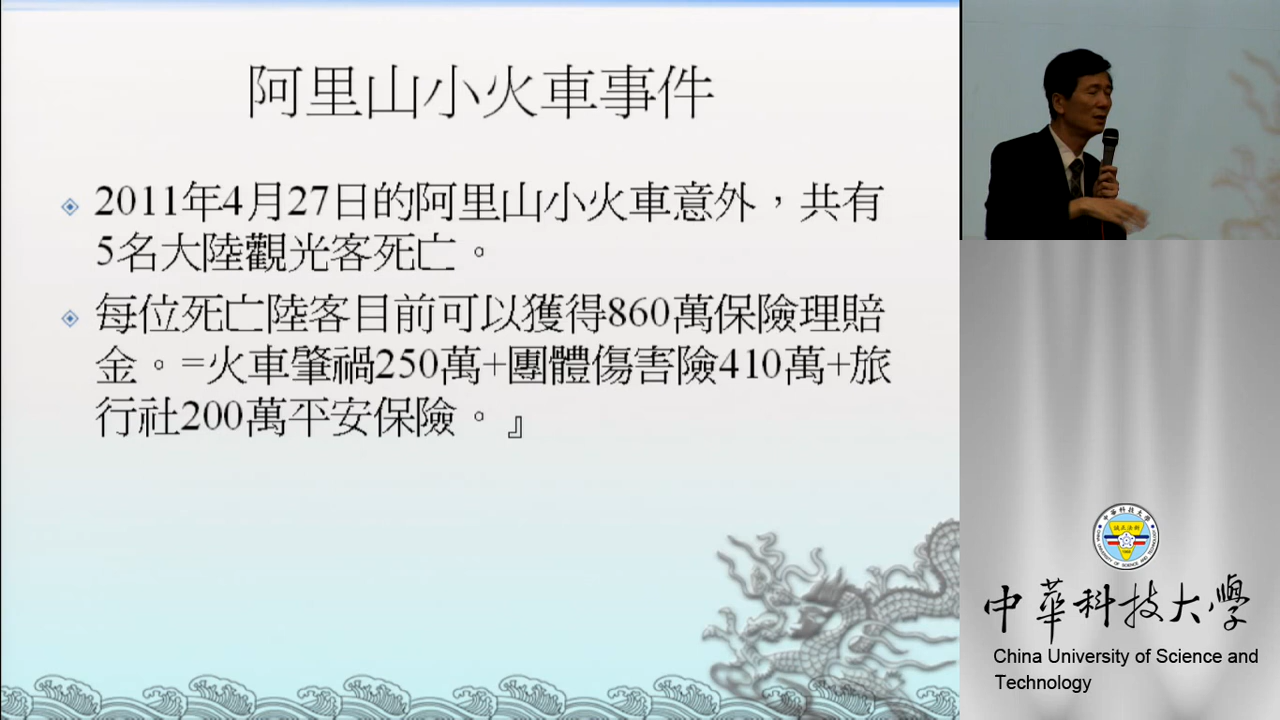 阿里山小火車事件
2011年4月27日的阿里山小火車意外，共有
5名大陸觀光客死亡。
每位死亡陸客目前可以獲得860萬保險理賠
金。=火車肇禍250萬+團體傷害險410萬+旅
行社200萬平安保險。』
中華科技大學
China University of Science and
Technology